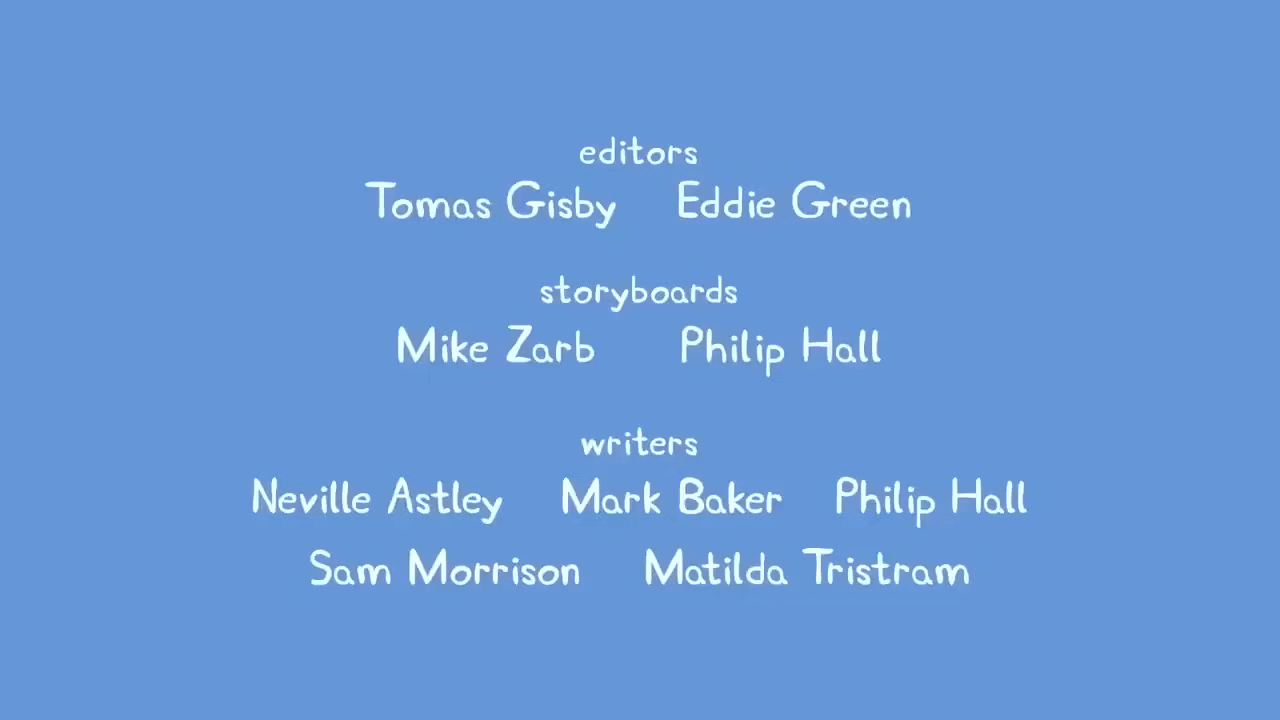 editors
Tomas Gisby Eddie Green
storyboards
Mike Zarb Philip Hall
writers
Neville Astley Mark Baker Philip Hall
Sam Morrison Matilda Tristram